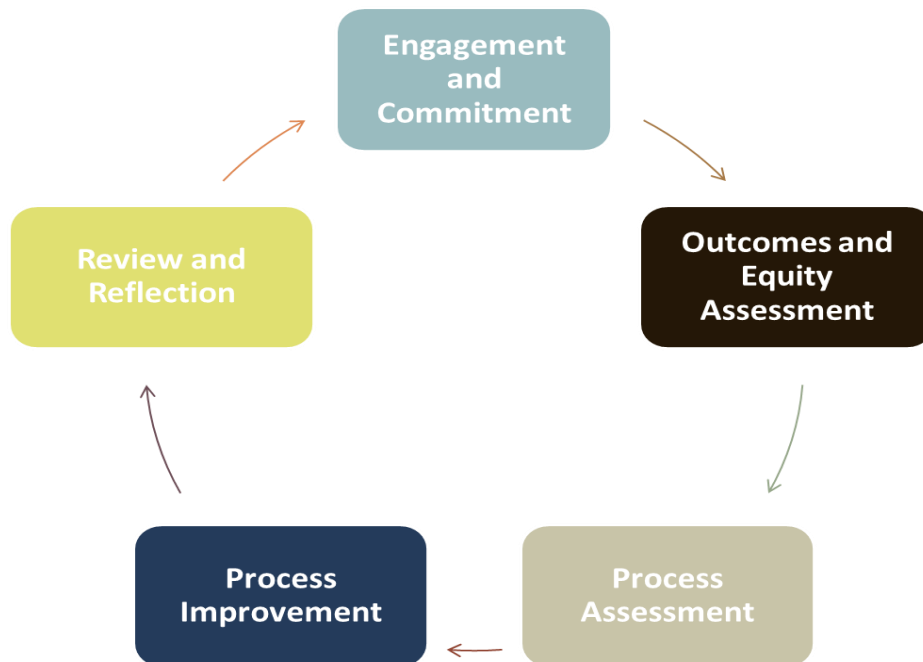 Engagement
and
Commitment
Outcomes and
Equity
Assessment
Process
Assessment
Process
Improvement
Review and
Reflection